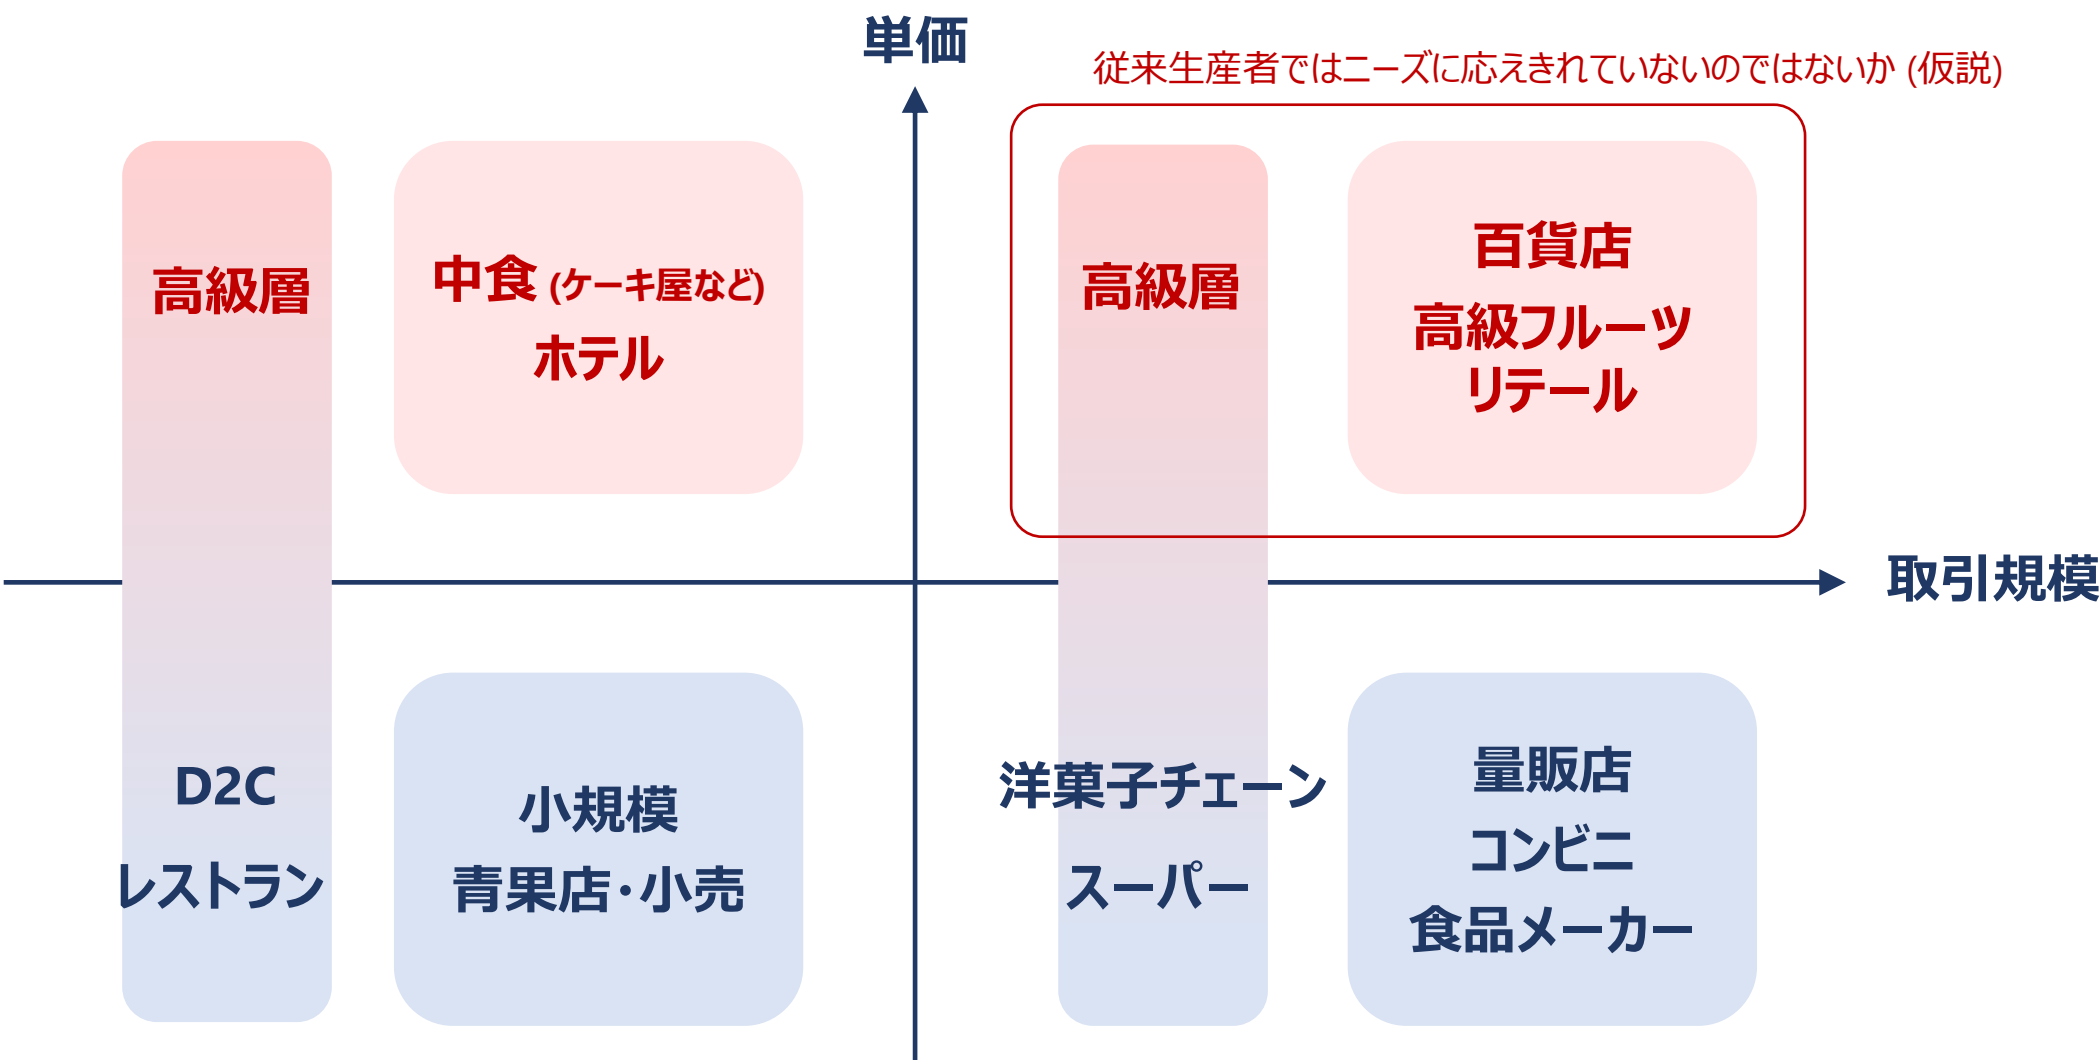 単価
従来生産者ではニーズに応えきれていないのではないか (仮説)
高級層
中食 (ケーキ屋など)
ホテル
高級層
百貨店
高級フルーツ
リテール
取引規模
D2C
レストラン
小規模
青果店・小売
洋菓子チェーン
スーパー
量販店
コンビニ
食品メーカー